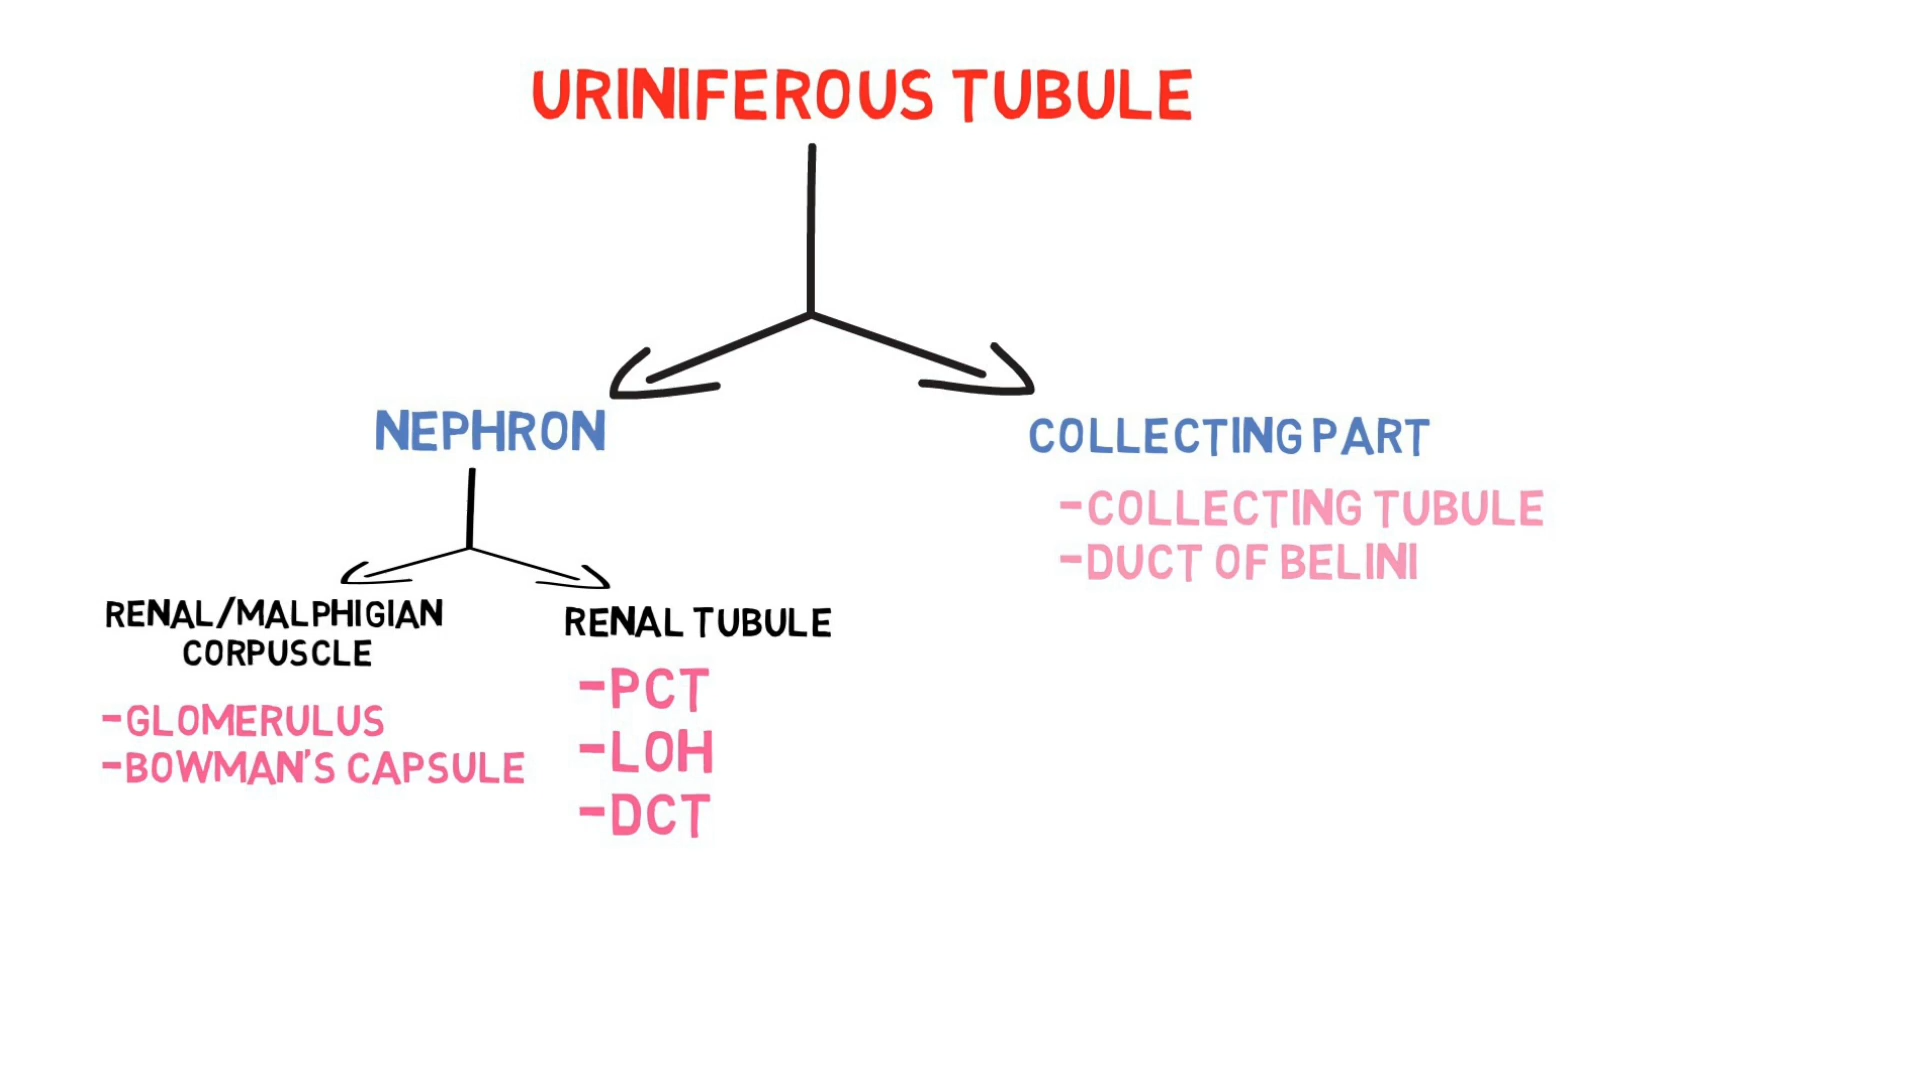 URINIFEROUS TUBULE
NEPHRON
COLLECTING PART
-COLLECTING TUBULE
-DUCT OF BELINI
RENAL/MALPHIGIAN
CORPUSCLE
-GLOMERULUS
-BOWMAN'S CAPSULE
RENAL TUBULE
-PCT
-LOH
-DCT